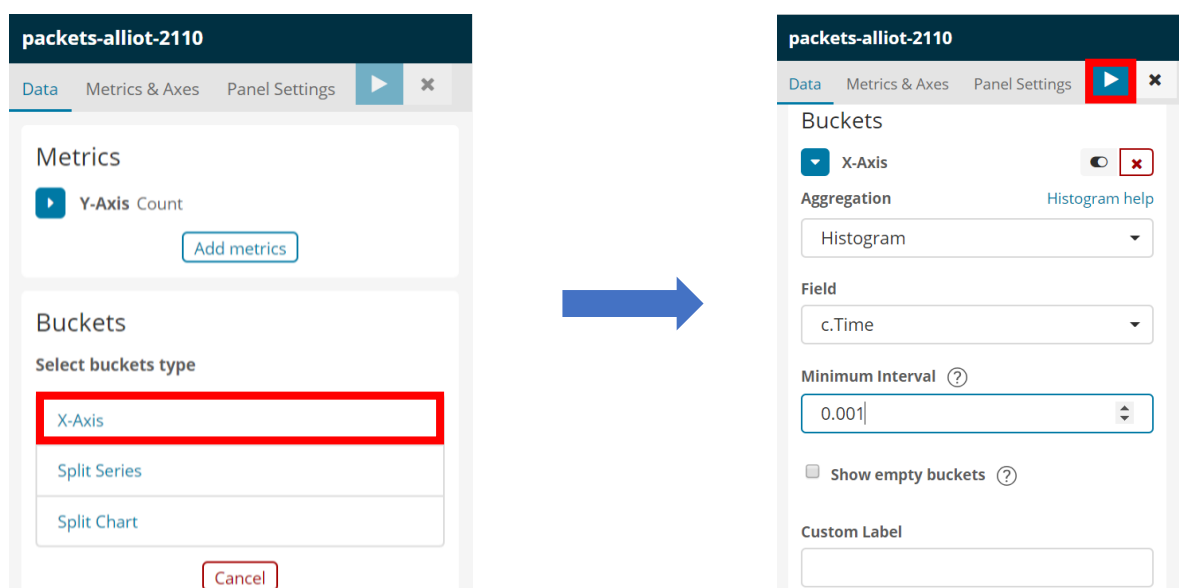 packets-alliot-2110
Data Metrics & Axes Panel Settings
Metrics
Y-Axis Count
Add metrics
Buckets
Select buckets type
X-Axis
Split Series
Split Chart
Cancel
packets-alliot-2110
Data Metrics & Axes Panel Settings
Buckets
X-Axis
Aggregation Histogram help
Histogram
Field
c.Time
Minimum Interval ?
0.001
Show empty buckets ?
Custom Label